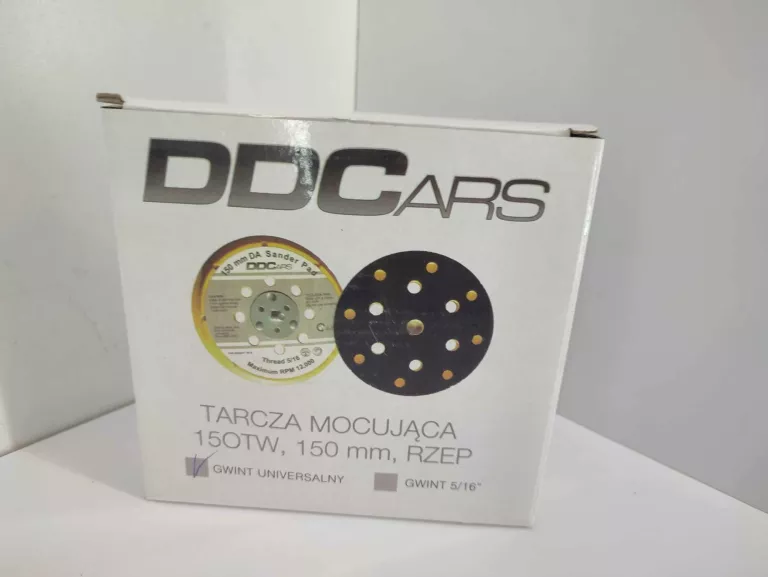 DDCARS
150 mm DA Sander Pad
DDCARS
Thread 5/16
Maximum RPM 12,000
TARCZA MOCUJĄCA
15OTW, 150 mm, RZEP
GWINT UNIWERSALNY
GWINT 5/16"